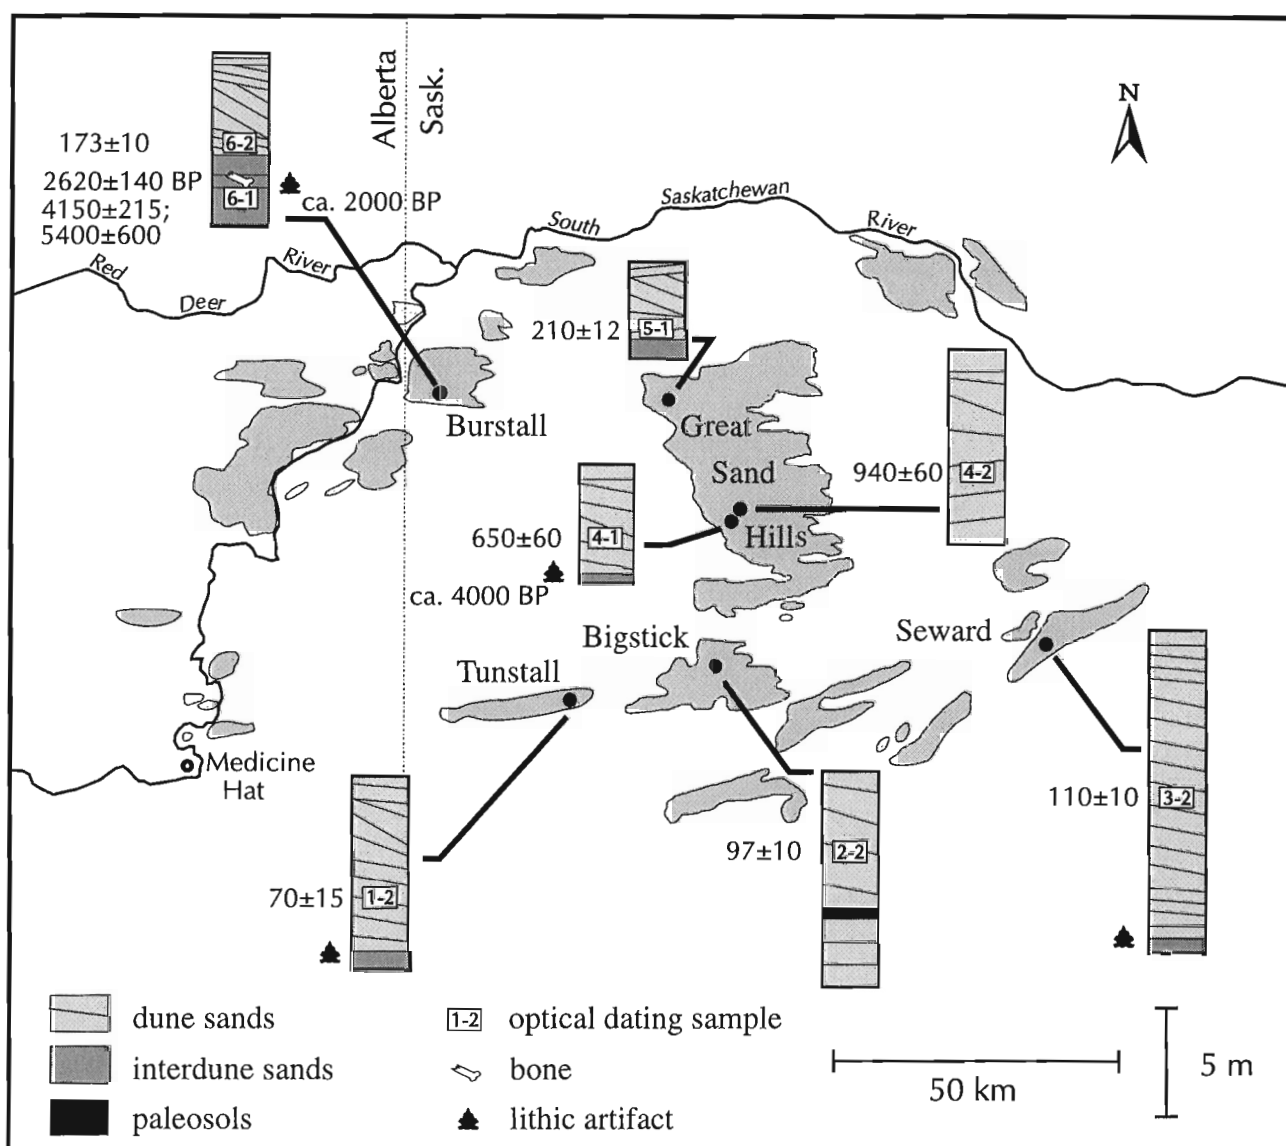 Alberta
Sask.
N
173±10
6-2
2620±140 BP
4150±215;
6-1
5400±600
ca. 2000 BP
South
Saskatchewan
River
Red
Deer
River
210±12
5-1
Burstall
Great
Sand
Hills
940±60
4-2
650±60
4-1
ca. 4000 BP
Bigstick
Seward
Tunstall
Medicine
Hat
110±10
3-2
97±10
2-2
70±15
1-2
dune sands
1-2
optical dating sample
interdune sands
bone
50 km
5 m
paleosols
lithic artifact